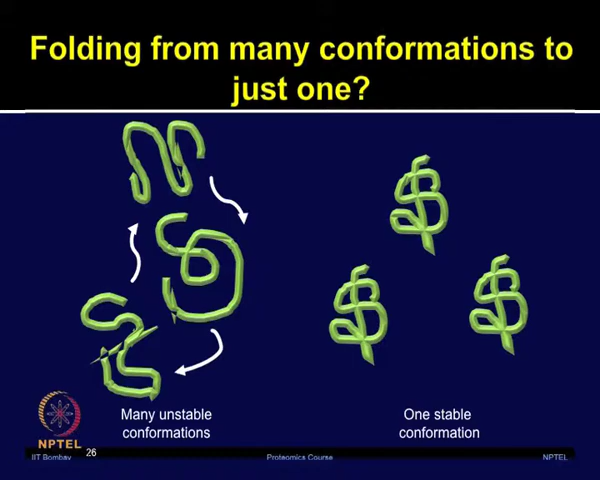 Folding from many conformations to
just one?
Many unstable
conformations
One stable
conformation
NPTEL
IIT Bombay
26
Proteomics Course
NPTEL